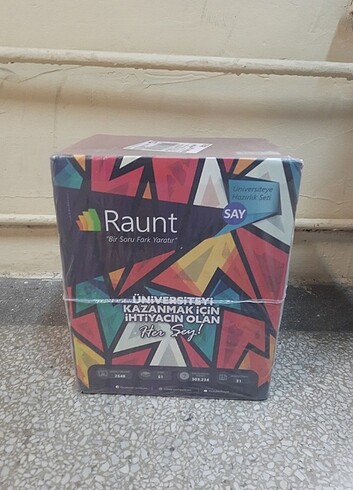 Raunt
"Bir Soru Fark Yaratır"
Üniversiteye
Hazırlık Seti
SAY
ÜNİVERSİTEYİ
KAZANMAK İÇİN
İHTİYACIN OLAN
Her Şey!